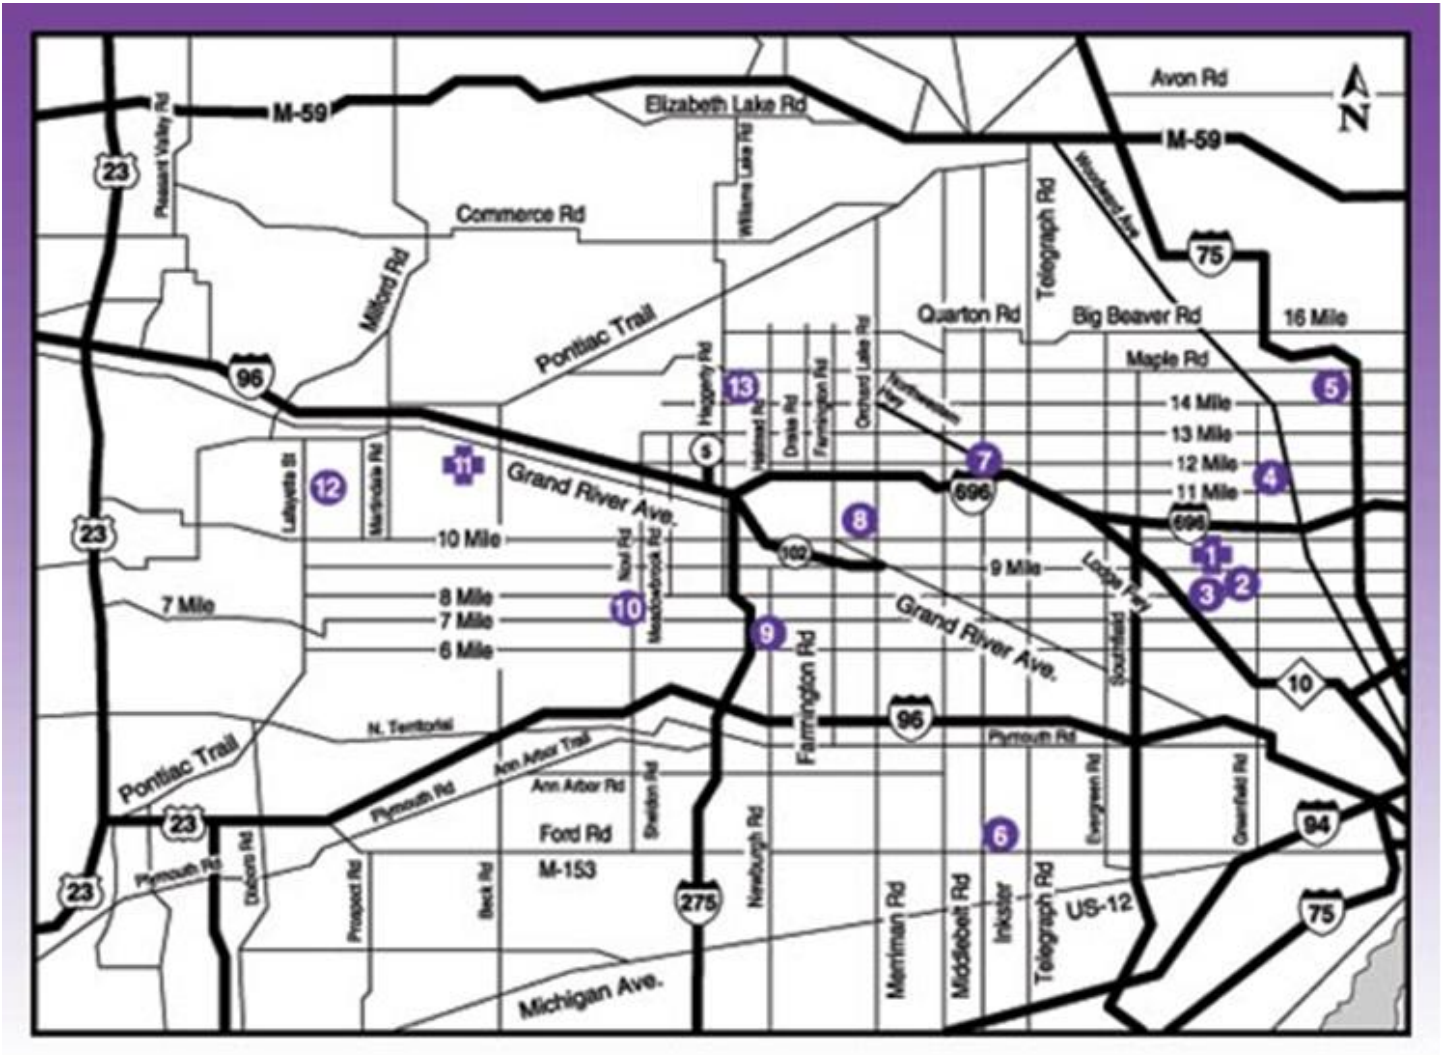 Avon Rd
N
M-59
Elizabeth Lake Rd
M-59
Pleasant Valley Rd
23
Williams Lake Rd
Woodward Ave
Telegraph Rd
Commerce Rd
75
Milford Rd
Pontiac Trail
Quarton Rd
Big Beaver Rd
16 Mile
Maple Rd
96
Haggerty Rd
13
Halstead Rd
Drake Rd
Farmington Rd
Orchard Lake Rd
Northwestern
Hwy
5
14 Mile
13 Mile
12 Mile
11 Mile
4
5
7
696
696
11
12
Lafayette St
Martindale Rd
Grand River Ave.
8
23
10 Mile
Novi Rd
Meadowbrook Rd
102
9 Mile
Lodge Fwy
1
2
3
7 Mile
8 Mile
7 Mile
6 Mile
10
9
Grand River Ave.
Southfield
10
Farmington Rd
96
N. Territorial
Plymouth Rd
Pontiac Trail
Ann Arbor Trail
Ann Arbor Rd
Plymouth Rd
Sheldon Rd
Evergreen Rd
Greenfield Rd
23
Ford Rd
6
94
Newburgh Rd
Plymouth Rd
Dixboro Rd
Prospect Rd
Beck Rd
M-153
23
275
Merriman Rd
Middlebelt Rd
Inkster
Telegraph Rd
US-12
75
Michigan Ave.